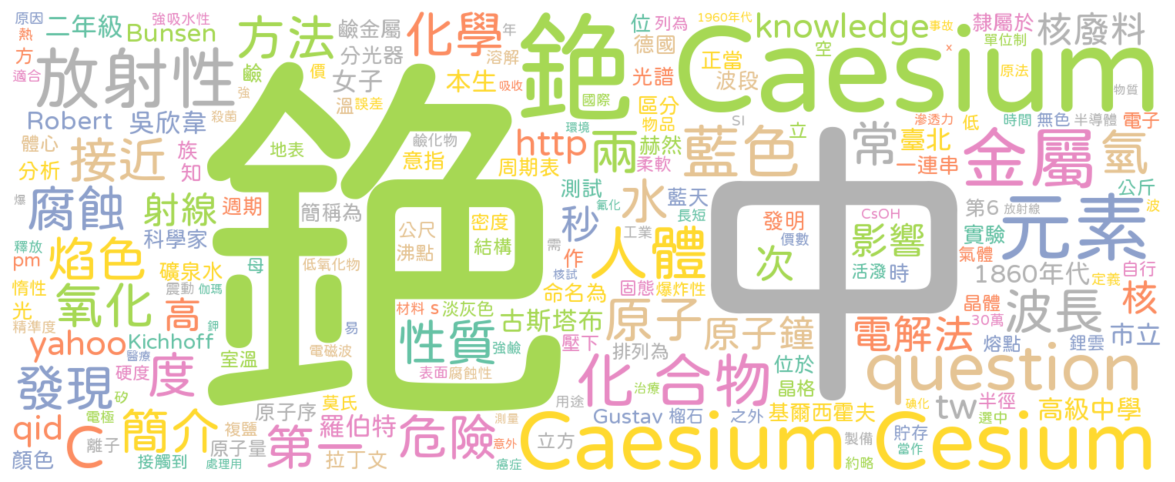 原因 強吸水性 方法 化學 年 銫 Caesium 位 列為 1960年代 事故 隸屬於 核廢料
熱 二年級 Bunsen 鹼金屬 分光器 溶解 德國 knowledge × 單位制
方 放射性 鹼 價 女子 本生 吸收 國際 光譜 正當 波段 空 原法
適合 強 溫 誤差 區分 物品 物質
Robert 吳欣韋 殺菌 銫 中 環境 SI 滲透力 時間 無色 半導體 電子
體心 族 地表 鹼化物 http 兩 赫然 藍色 立 常 臺北 低 金屬 氫
分析 接近 知 意指 周期表 柔軟 一連串
腐蝕 射線 週期 簡稱為 公尺 密度 測試 水 藍天 發明 CsOH 第6 放射線 公斤 波
爆 科學家 沸點 結構 秒 氰化 長短 價數 影響 實驗 元素
釋放 母 低氧化物 作 工業 人體 次 活潑 時 氣體 1860年代 定義
pm 焰色 礦泉水 需 核試 固態 爆炸性 自行
惰性 震動 伽瑪 命名為 晶體 核
光 氧化 高 鉀 材料 s 淡灰色 古斯塔布 原子 原子鐘 30萬 波長
精準度 Kichhoff 易 性質 強鹼 壓下 排列為 電解法 熔點 鋰雲 市立
yahoo 醫療 室溫 電磁波 位於
發現 硬度 度 表面 腐蝕性 化合物 晶格 question
電極 矽 原子序 莫氏 治療 用途 碘化 tw 半徑
qid 簡介 複鹽 羅伯特 測量 Gustav 榴石 之外 基爾西霍夫 選中 高級中學
C 離子 原子量 第一 危險 意外 立方 製備 貯存
顏色 接觸到 處理用 拉丁文 癌症 Caesium 約略 當作 Cesium